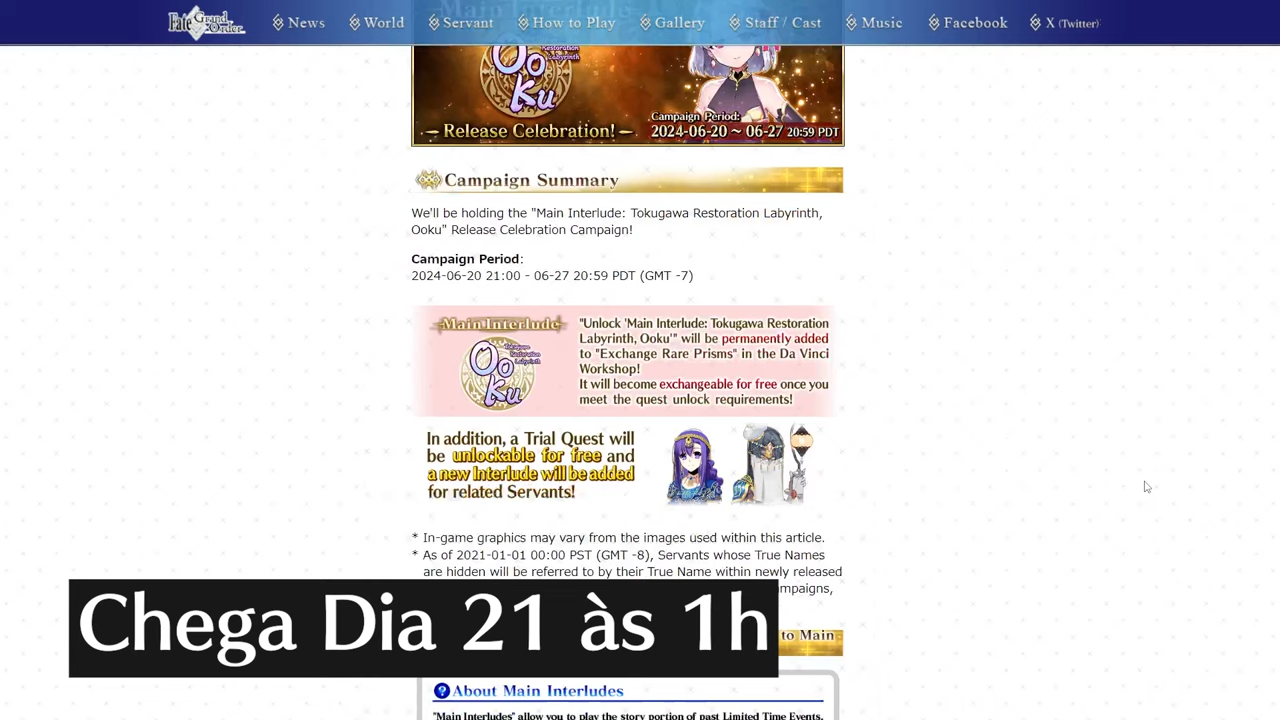 Fate Grand Order
News
World
Servant
How to Play
Gallery
Staff / Cast
Music
Facebook
X (Twitter)
Main Interlude
Restoration
Labyrinth
Ooku
Release Celebration!
Campaign Period:
2024-06-20 ~ 06-27 20:59 PDT
Campaign Summary
We'll be holding the "Main Interlude: Tokugawa Restoration Labyrinth,
Ooku" Release Celebration Campaign!
Campaign Period:
2024-06-20 21:00 - 06-27 20:59 PDT (GMT -7)
Main Interlude
Tokugawa
Restoration
Labyrinth
Ooku
"Unlock 'Main Interlude: Tokugawa Restoration
Labyrinth, Ooku'" will be permanently added
to "Exchange Rare Prisms" in the Da Vinci
Workshop!
It will become exchangeable for free once you
meet the quest unlock requirements!
In addition, a Trial Quest will
be unlockable for free and
a new Interlude will be added
for related Servants!
* In-game graphics may vary from the images used within this article.
* As of 2021-01-01 00:00 PST (GMT -8), Servants whose True Names
are hidden will be referred to by their True Name within newly released
ampaigns,
Chega Dia 21 às 1h
to Main
? About Main Interludes
"Main Interludes" allow you to play the story portion of past Limited Time Events.